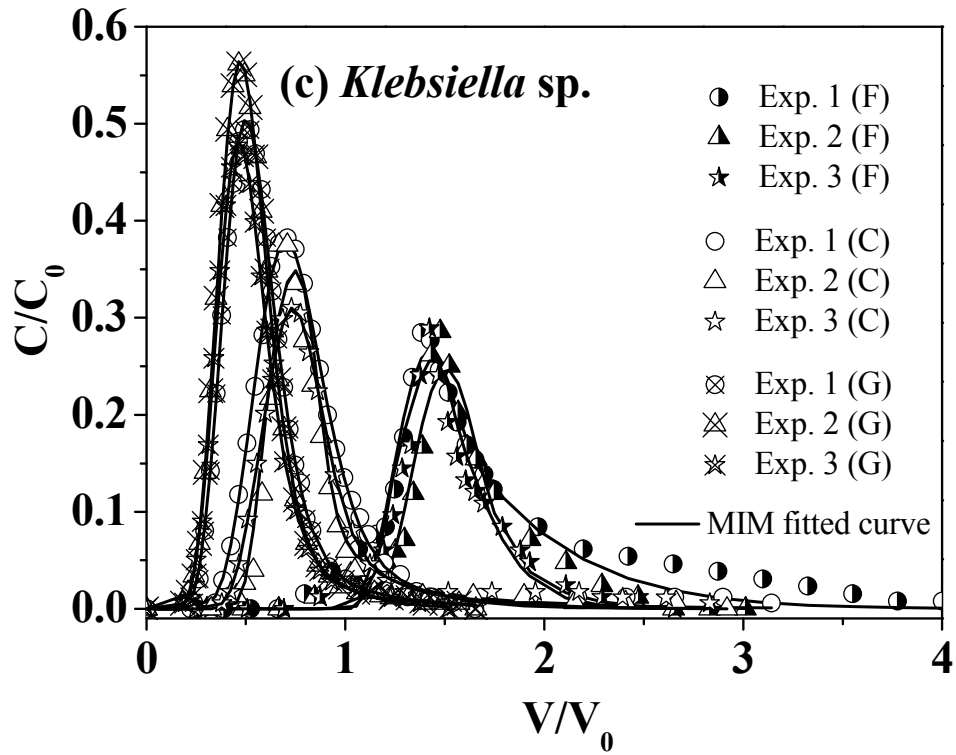 (c) Klebsiella sp.
Exp. 1 (F)
Exp. 2 (F)
Exp. 3 (F)
Exp. 1 (C)
Exp. 2 (C)
Exp. 3 (C)
Exp. 1 (G)
Exp. 2 (G)
Exp. 3 (G)
MIM fitted curve
C/C0
0.6
0.5
0.4
0.3
0.2
0.1
0.0
0 1 2 3 4
V/V0